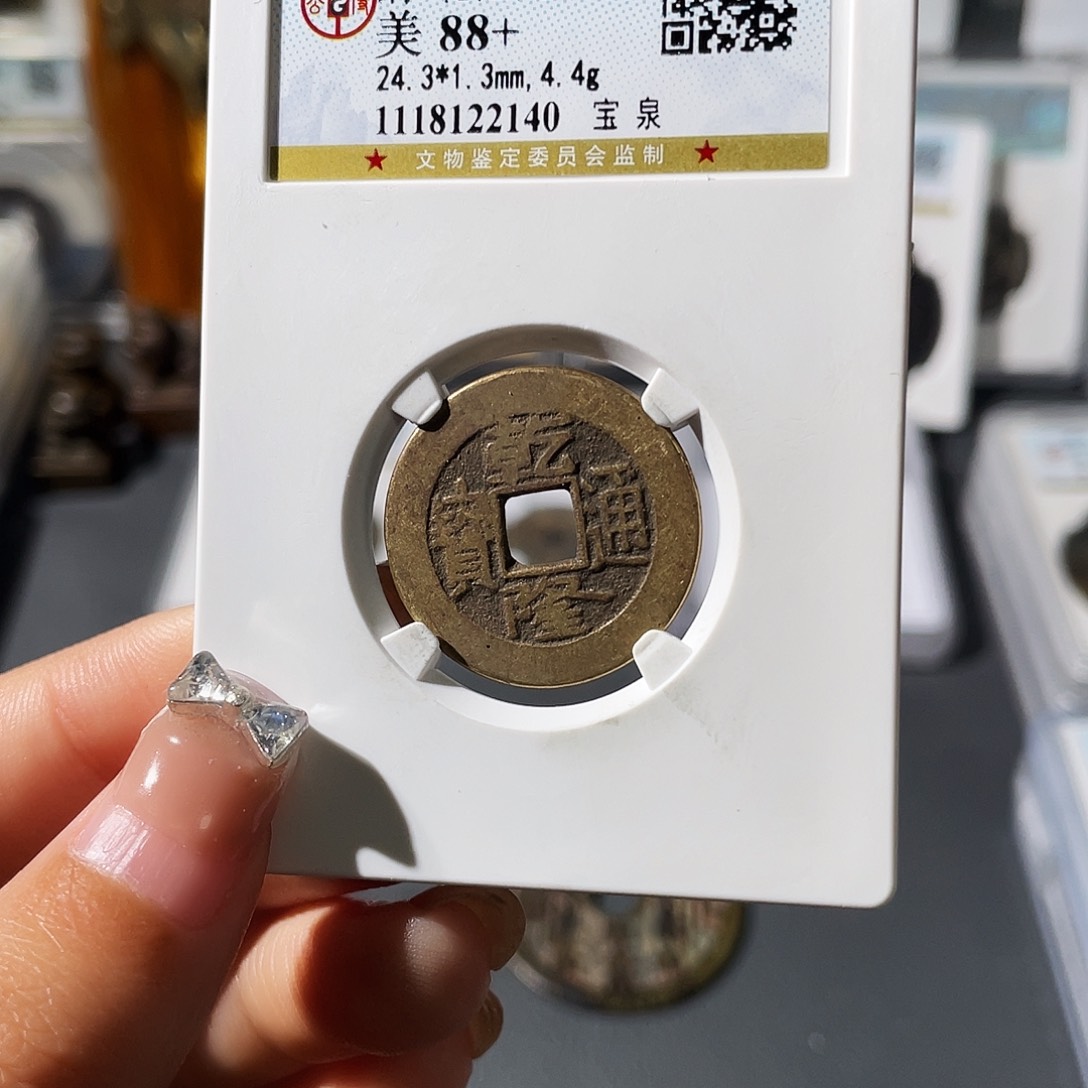 美 88+
24.3*1.3mm, 4.4g
1118122140 宝泉
★ 文物鉴定委员会监制 ★
乾隆通寶